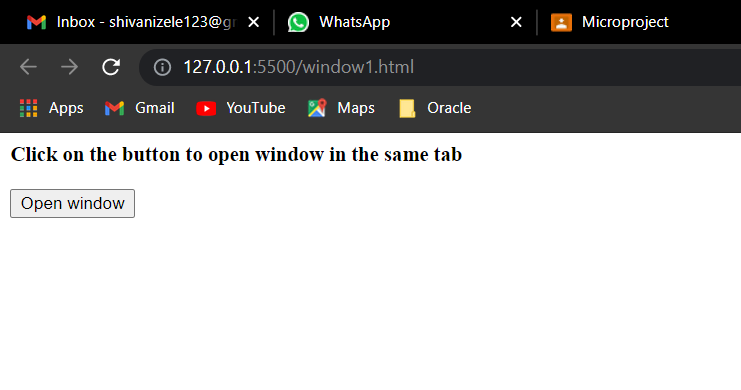 Inbox - shivanizele123@gr
WhatsApp
Microproject
127.0.0.1:5500/window1.html
Apps Gmail YouTube Maps Oracle
Click on the button to open window in the same tab
Open window